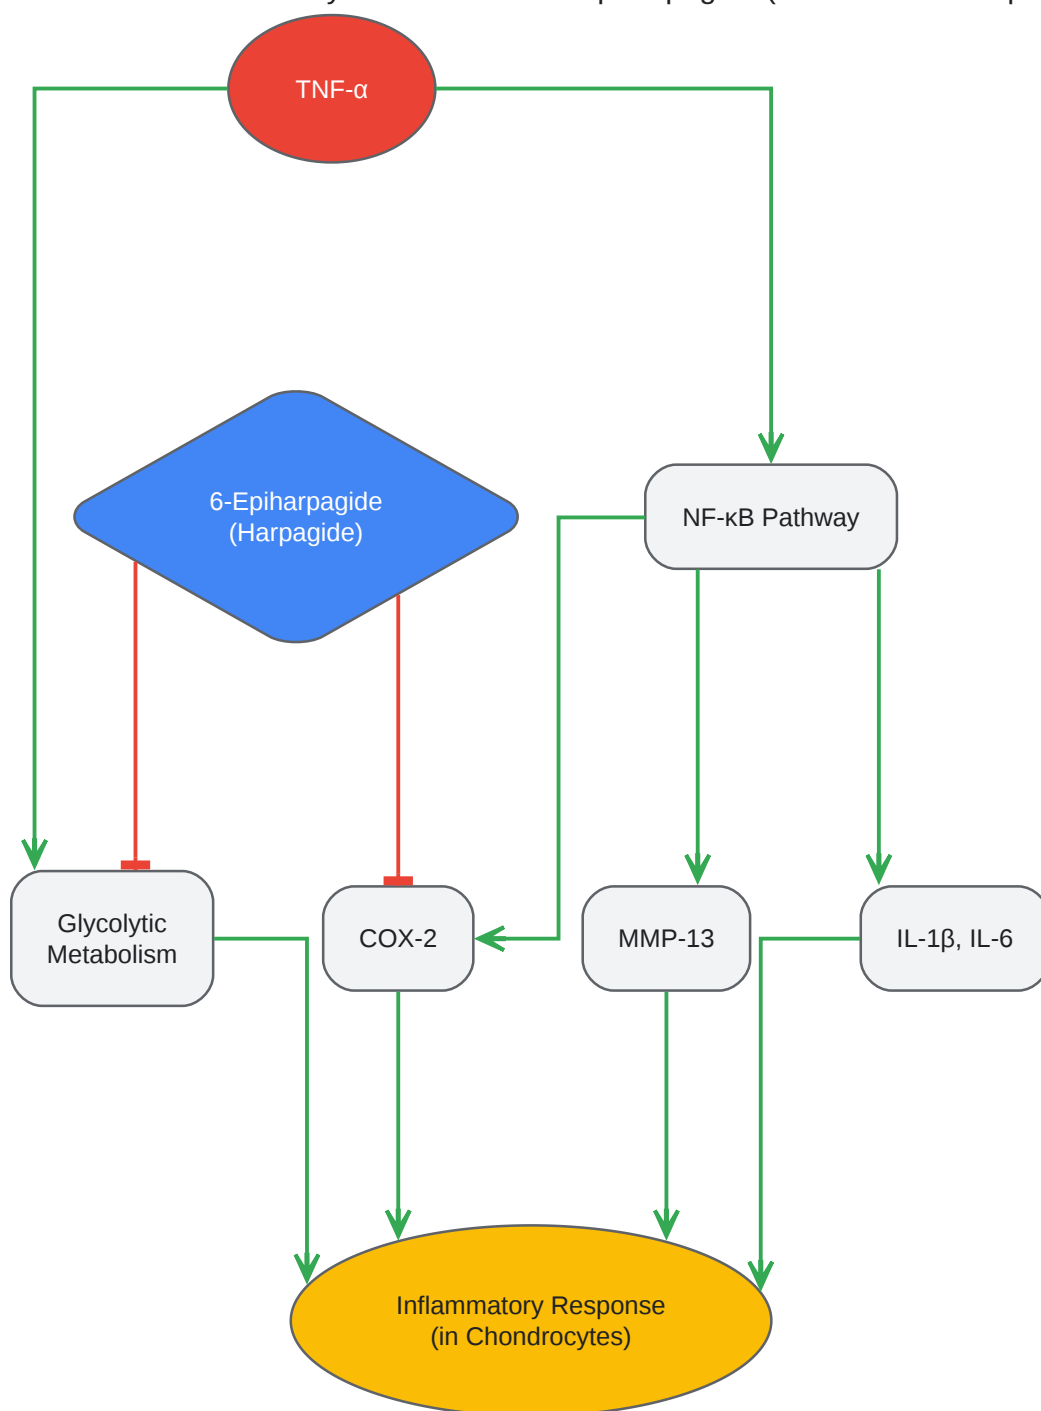 TNF-α
6-Epiharpagide
(Harpagide)
NF-κB Pathway
Glycolytic
Metabolism
COX-2
MMP-13
IL-1β, IL-6
Inflammatory Response
(in Chondrocytes)